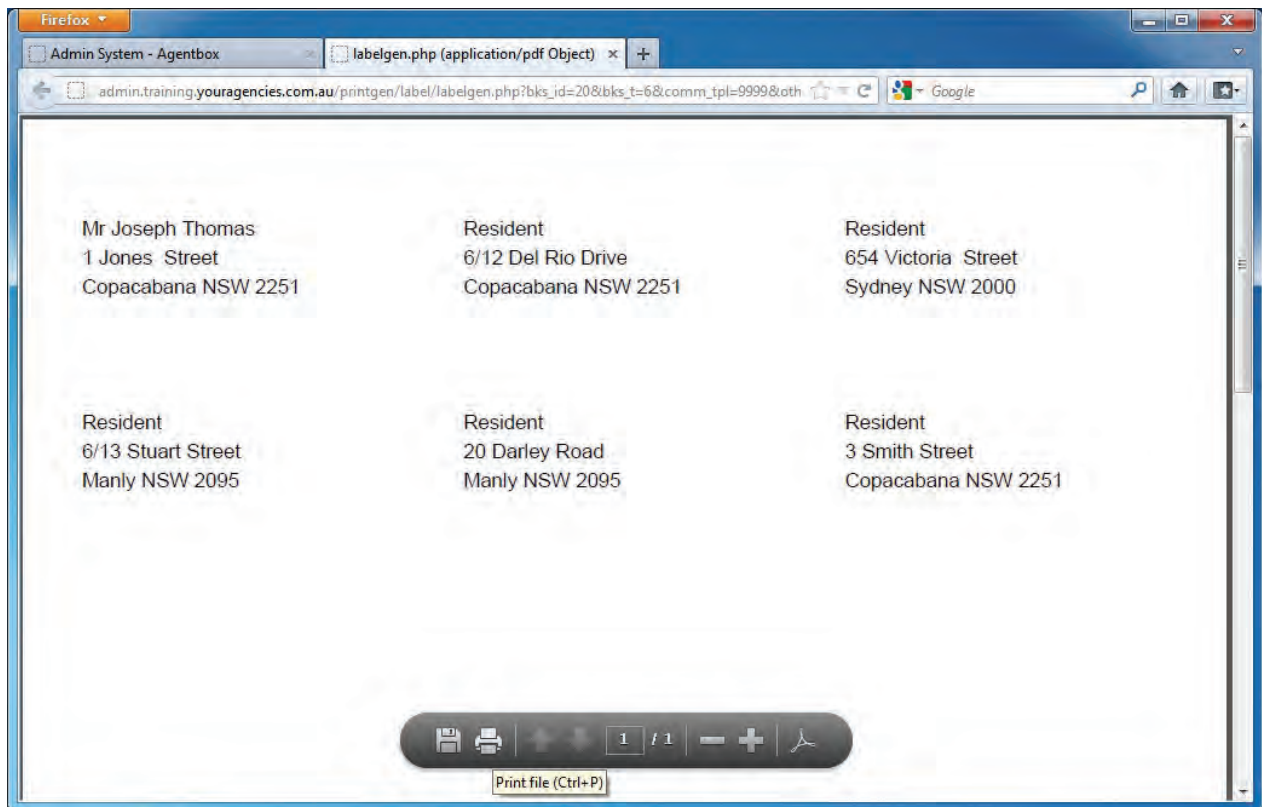 Firefox
Admin System - Agentbox
labelgen.php (application/pdf Object)
admin.training.youragencies.com.au/printgen/label/labelgen.php?bks_id=20&bks_t=6&comm_tpl=9999&oth
Google
Mr Joseph Thomas
1 Jones Street
Copacabana NSW 2251
Resident
6/12 Del Rio Drive
Copacabana NSW 2251
Resident
654 Victoria Street
Sydney NSW 2000
Resident
6/13 Stuart Street
Manly NSW 2095
Resident
20 Darley Road
Manly NSW 2095
Resident
3 Smith Street
Copacabana NSW 2251
1 / 1
Print file (Ctrl+P)